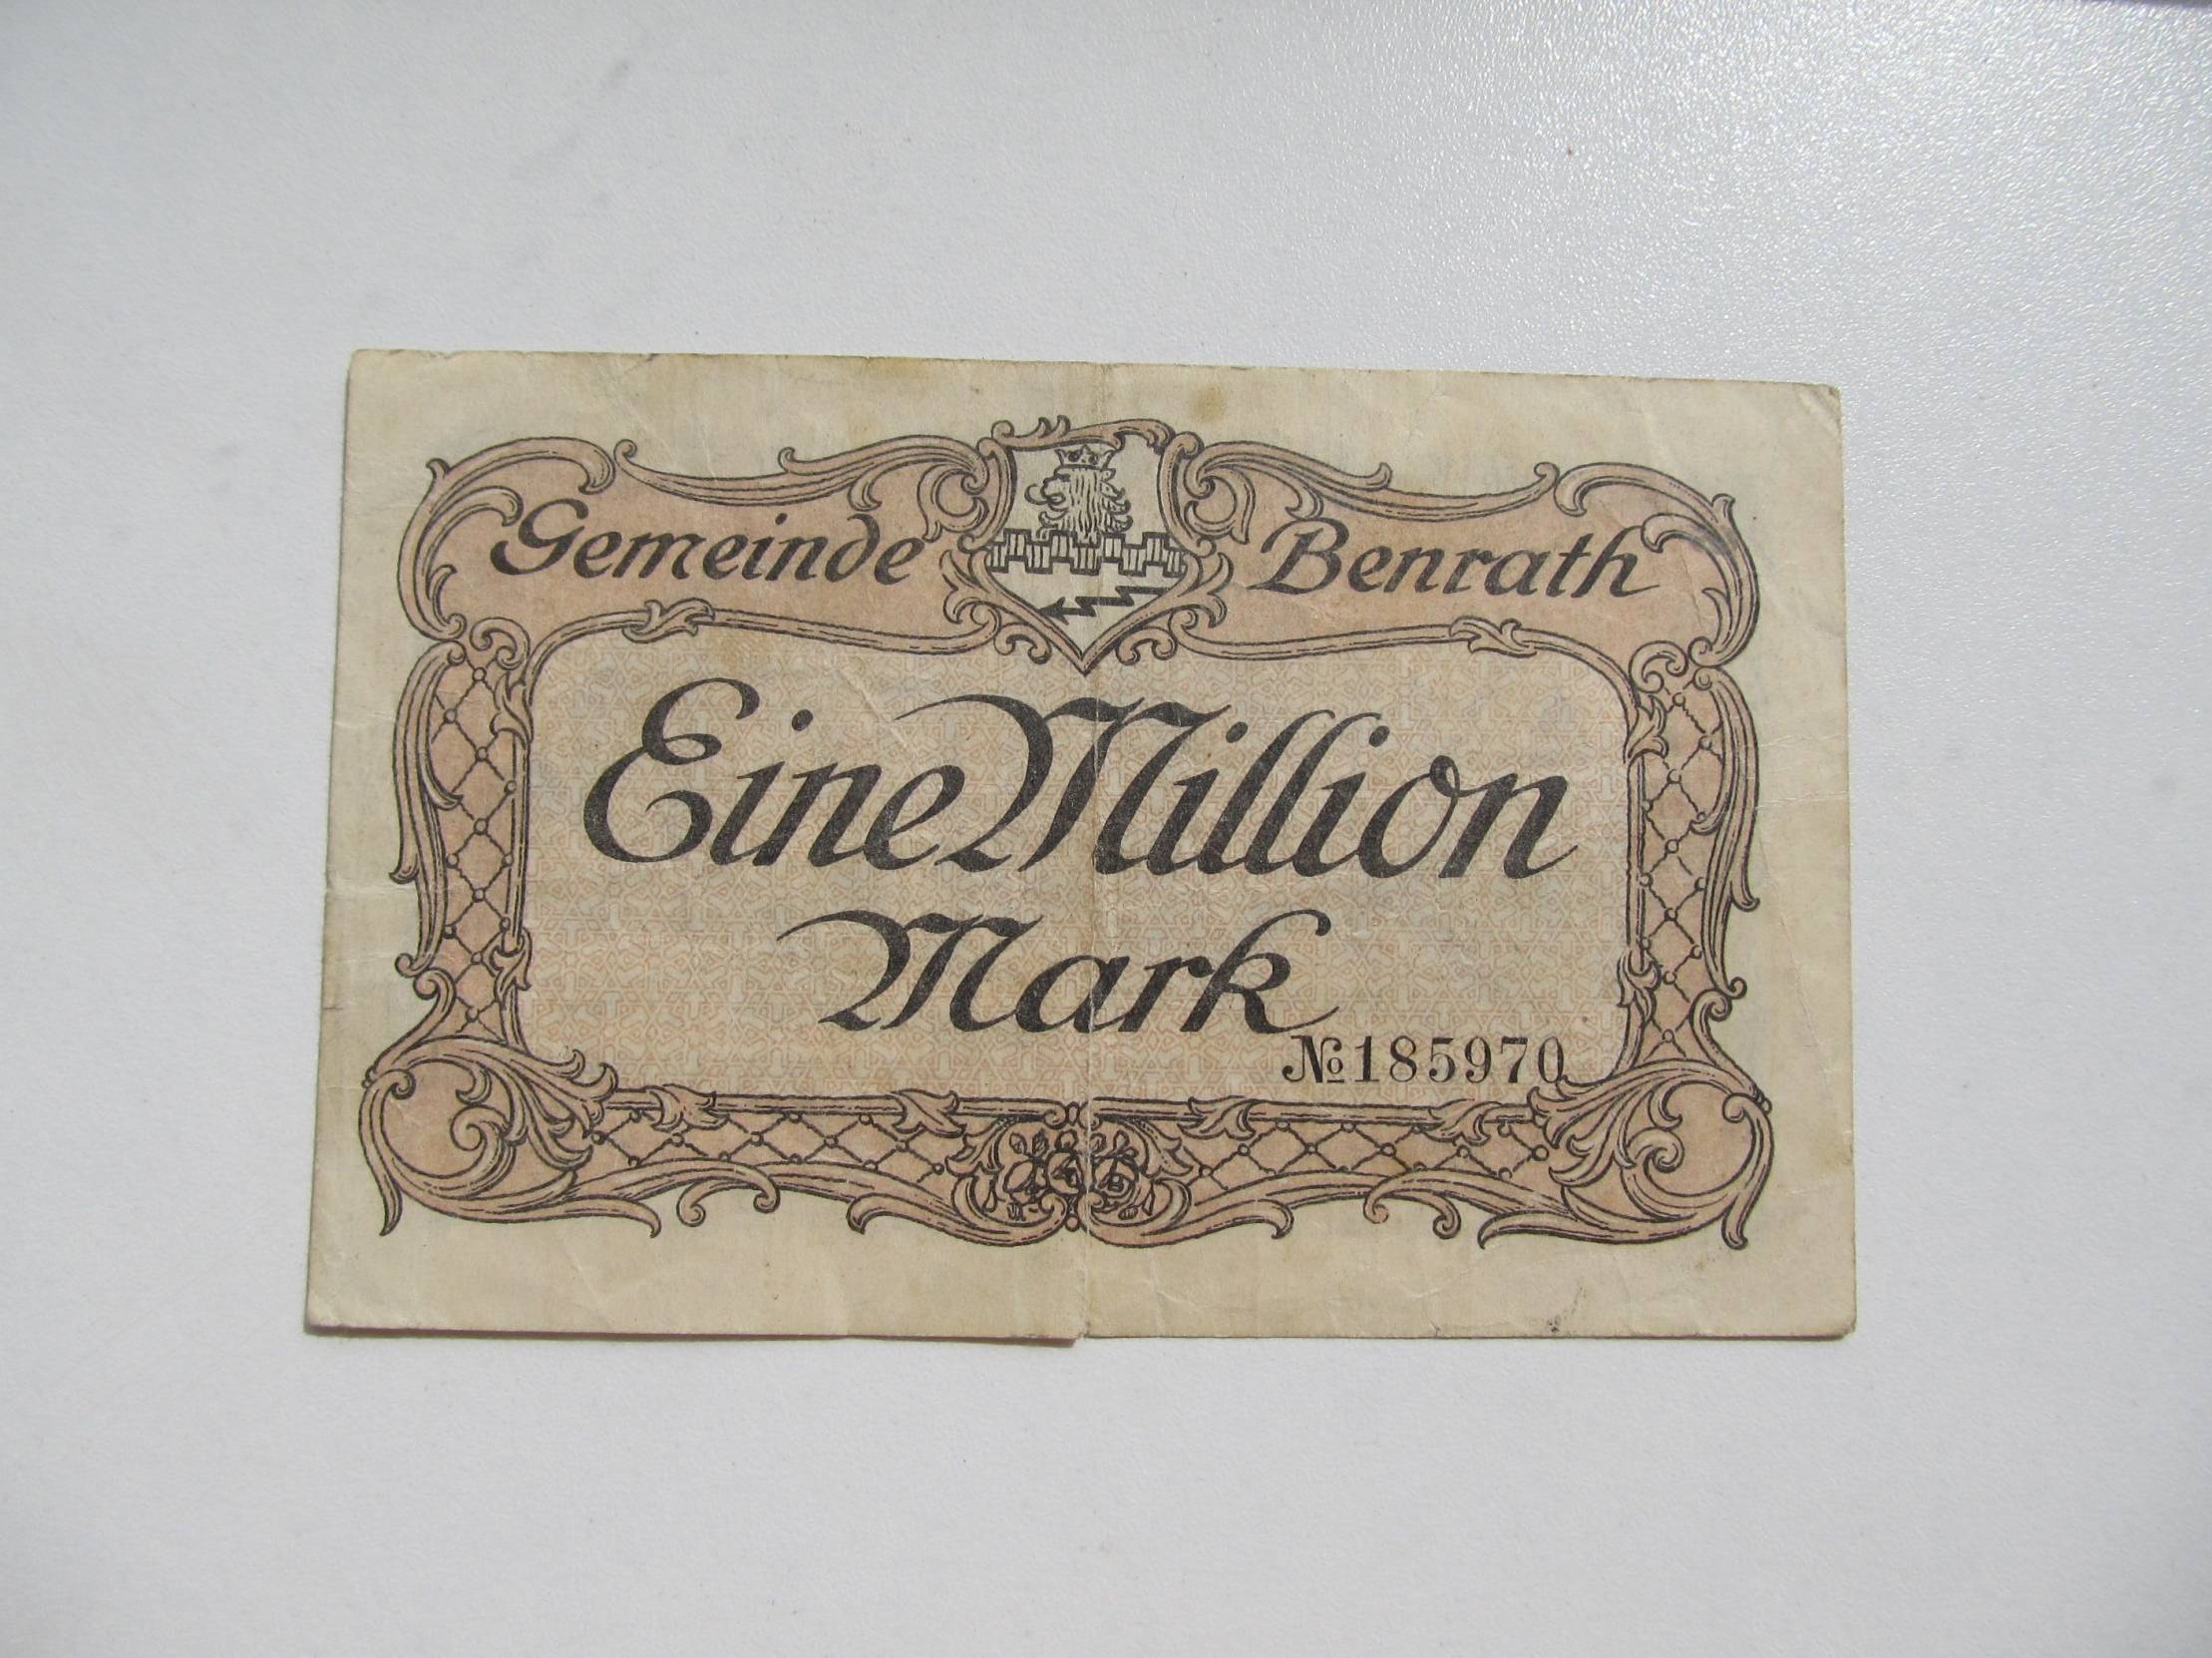 Gemeinde Benrath
Eine Million
Mark
№185970